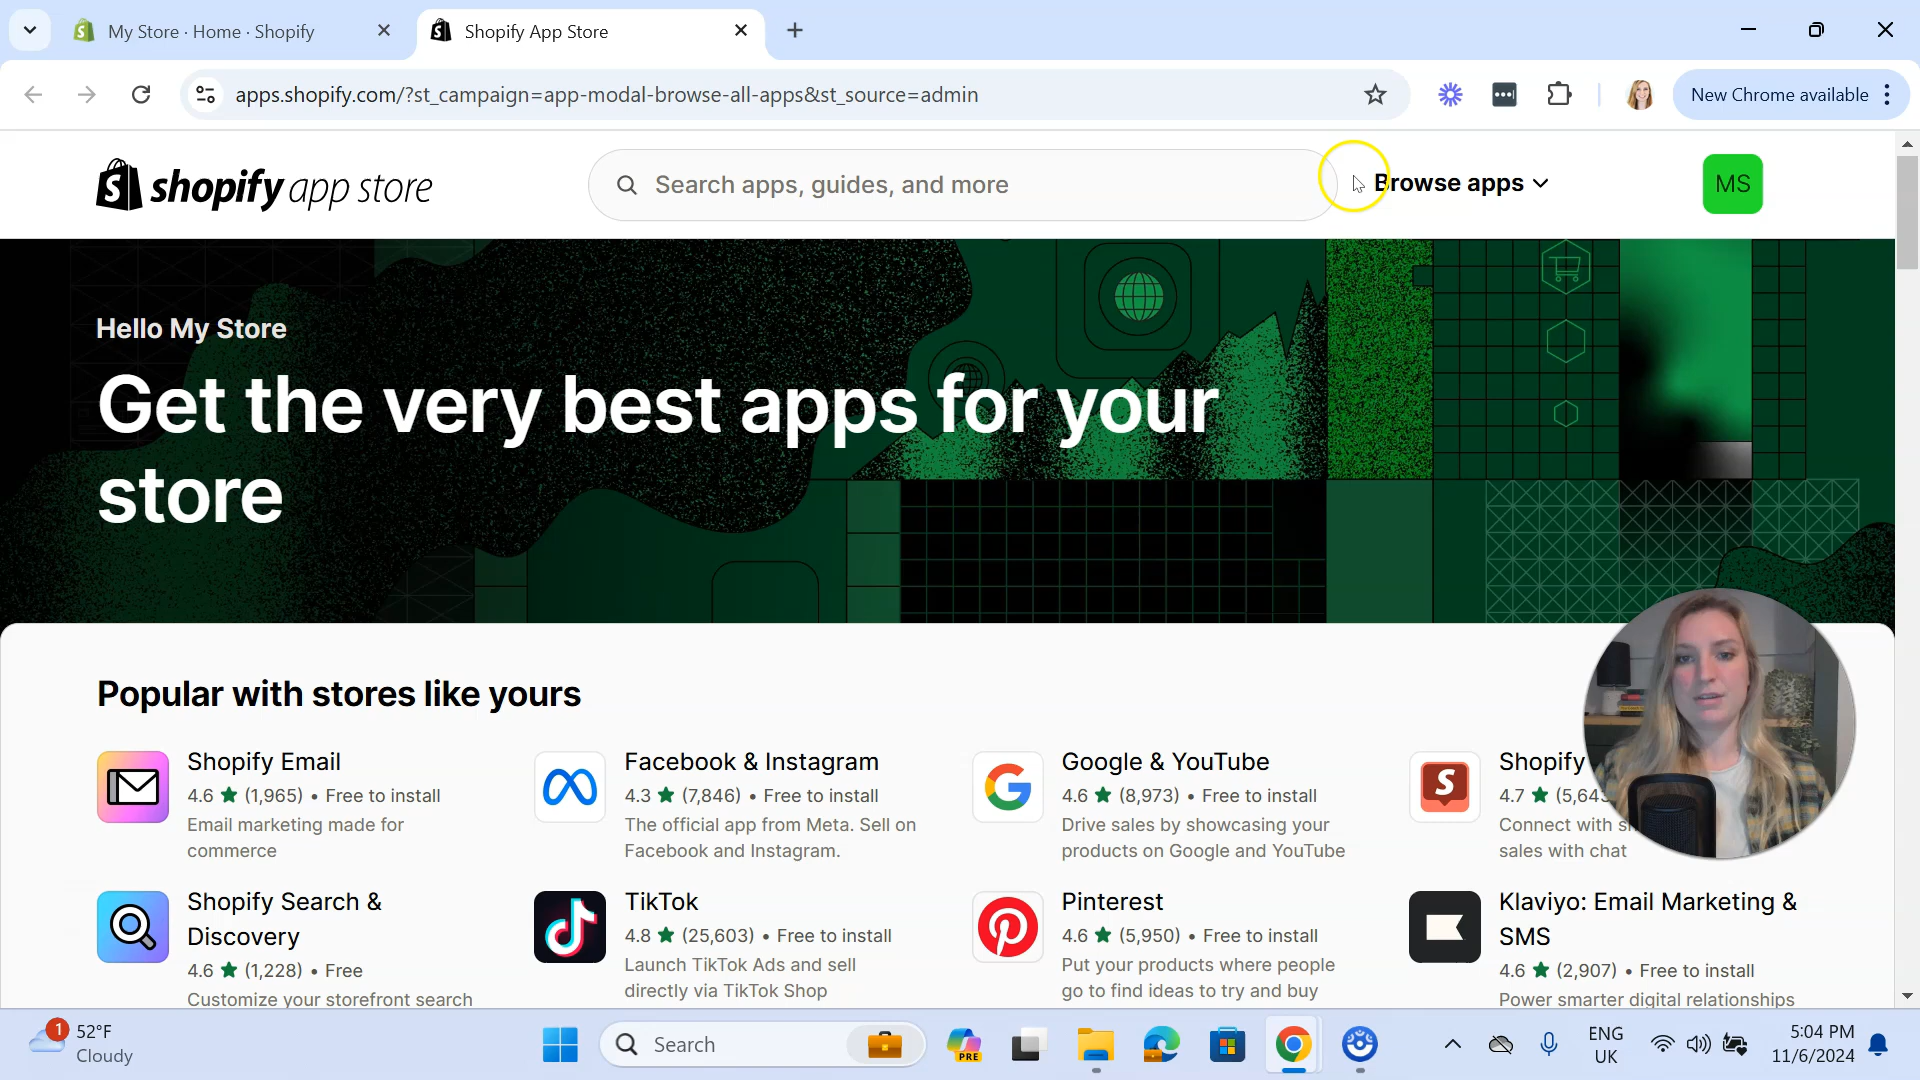 My Store · Home · Shopify
Shopify App Store
apps.shopify.com/?st_campaign=app-modal-browse-all-apps&st_source=admin
New Chrome available
shopify app store
Search apps, guides, and more
Browse apps
MS
Hello My Store
Get the very best apps for your
store
Popular with stores like yours
Shopify Email
4.6 ★ (1,965) • Free to install
Email marketing made for
commerce
Facebook & Instagram
4.3 ★ (7,846) • Free to install
The official app from Meta. Sell on
Facebook and Instagram.
Google & YouTube
4.6 ★ (8,973) • Free to install
Drive sales by showcasing your
products on Google and YouTube
Shopify
4.7 ★ (5,643
Connect with
sales with chat
Shopify Search &
Discovery
4.6 ★ (1,228) • Free
Customize your storefront search
TikTok
4.8 ★ (25,603) • Free to install
Launch TikTok Ads and sell
directly via TikTok Shop
Pinterest
4.6 ★ (5,950) • Free to install
Put your products where people
go to find ideas to try and buy
Klaviyo: Email Marketing &
SMS
4.6 ★ (2,907) • Free to install
Power smarter digital relationships
1
52°F
Cloudy
Search
PRE
ENG
UK
5:04 PM
11/6/2024